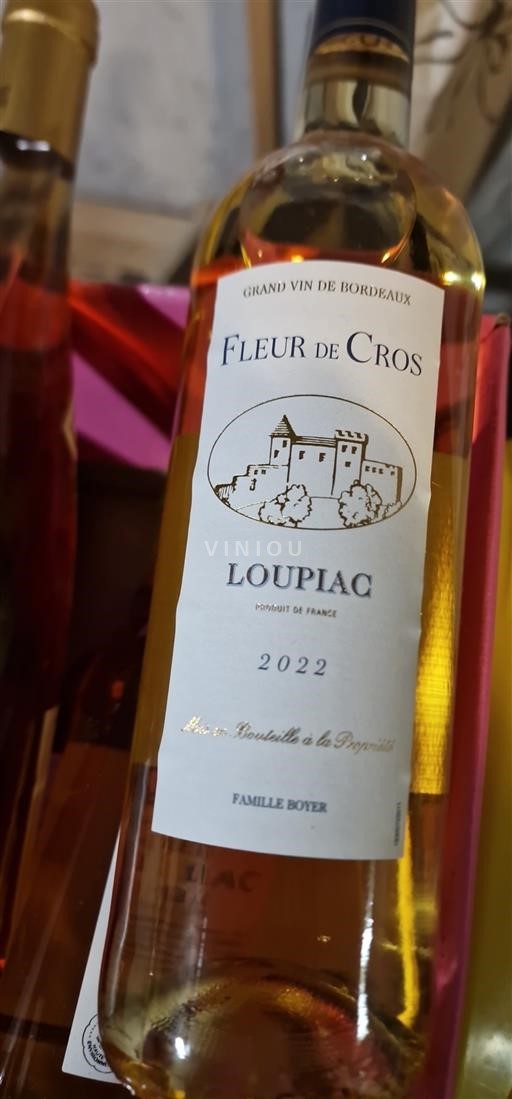 GRAND VIN DE BORDEAUX
FLEUR DE CROS
VINIOU
LOUPIAC
PRODUIT DE FRANCE
2022
Mis en Bouteille à la Propriété
FAMILLE BOYER